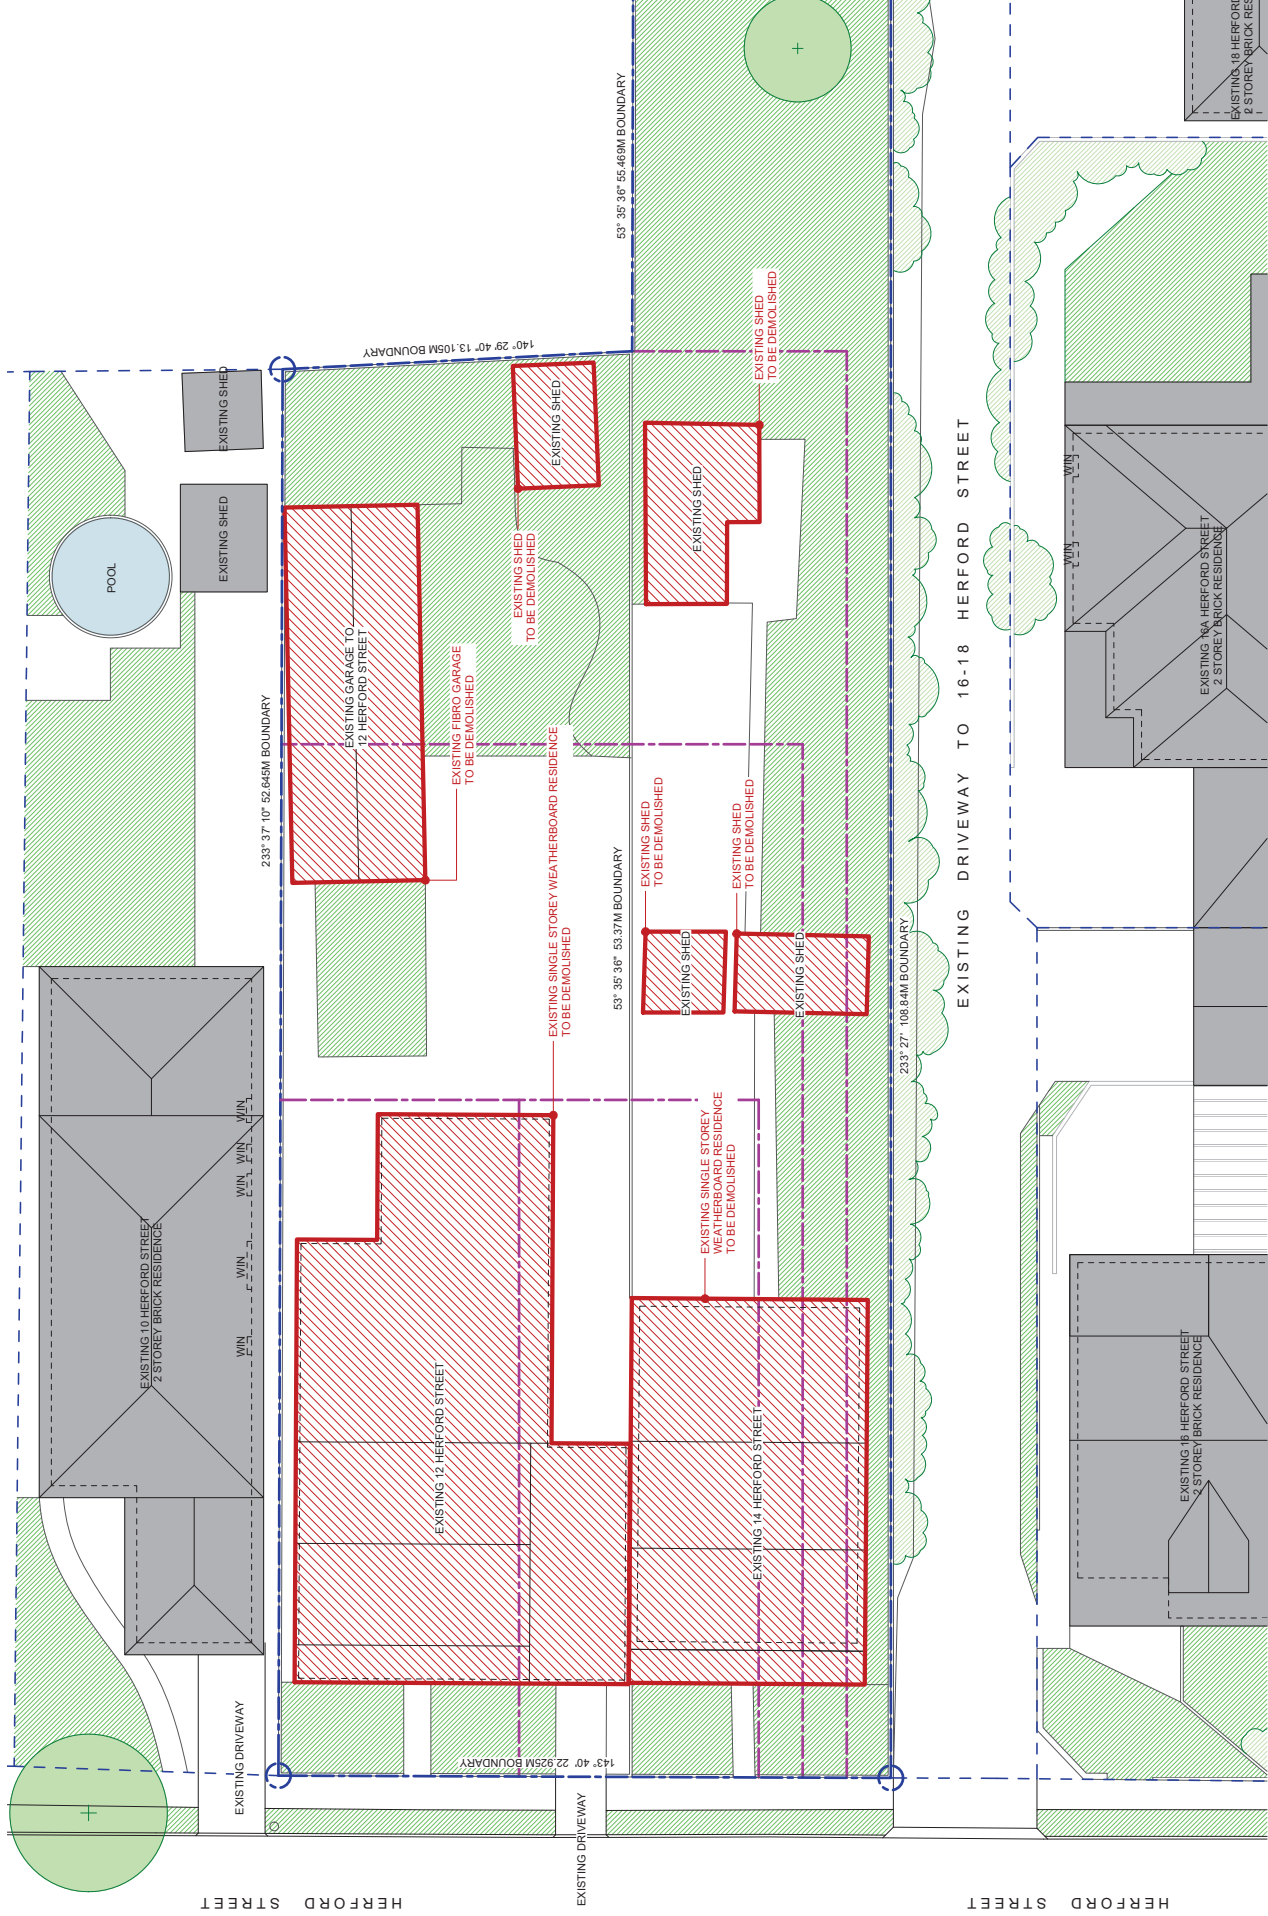 EXISTING 18 HERFORD
2 STOREY BRICK RES
53° 35' 36" 55.469M BOUNDARY
140° 29' 40" 13.105M BOUNDARY
EXISTING SHED
TO BE DEMOLISHED
EXISTING SHED
EXISTING SHED
POOL
EXISTING SHED
EXISTING SHED
EXISTING SHED
TO BE DEMOLISHED
EXISTING GARAGE TO
12 HERFORD STREET
EXISTING FIBRO GARAGE
TO BE DEMOLISHED
233° 37' 10" 52.645M BOUNDARY
EXISTING SINGLE STOREY WEATHERBOARD RESIDENCE
TO BE DEMOLISHED
53° 35' 36" 53.37M BOUNDARY
EXISTING SHED
TO BE DEMOLISHED
EXISTING SHED
TO BE DEMOLISHED
EXISTING SHED
EXISTING SHED
233° 27' 108.84M BOUNDARY
EXISTING DRIVEWAY TO 16-18 HERFORD STREET
WIN
WIN
EXISTING 16A HERFORD STREET
2 STOREY BRICK RESIDENCE
WIN
WIN
WIN
WIN
WIN
EXISTING 10 HERFORD STREET
2 STOREY BRICK RESIDENCE
EXISTING SINGLE STOREY
WEATHERBOARD RESIDENCE
TO BE DEMOLISHED
EXISTING 12 HERFORD STREET
EXISTING 14 HERFORD STREET
EXISTING 16 HERFORD STREET
2 STOREY BRICK RESIDENCE
143° 40' 22.925M BOUNDARY
EXISTING DRIVEWAY
EXISTING DRIVEWAY
HERFORD STREET
HERFORD STREET